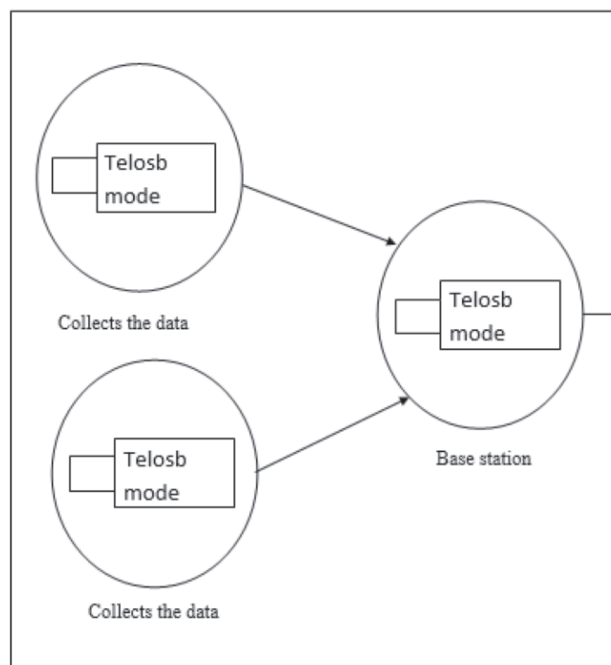 Telosb
mode
Collects the data
Telosb
mode
Base station
Telosb
mode
Collects the data